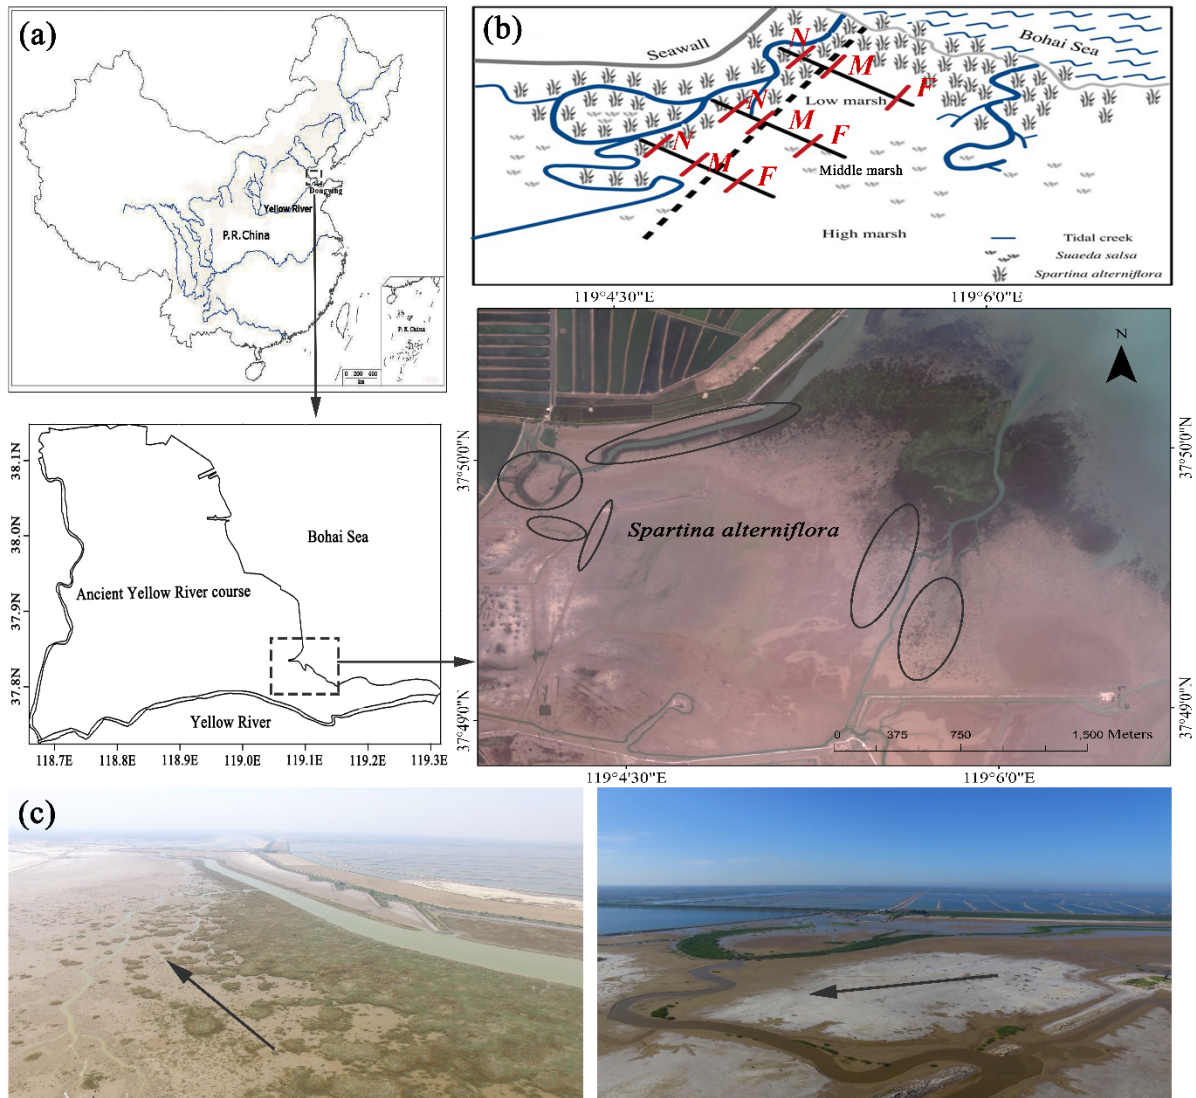 (a)
Dongying
Yellow River
P.R.China
P.R.China
0 200 400
km
(b)
Seawall
Bohai Sea
N
M
F
Low marsh
N
M
F
N
M
F
Middle marsh
High marsh
Tidal creek
Suaeda salsa
Spartina alterniflora
119°4'30"E
119°6'0"E
N
37°50'0"N
37°50'0"N
Spartina alterniflora
37°49'0"N
37°49'0"N
0 375 750 1,500 Meters
119°4'30"E
119°6'0"E
38.1N
38.0N
37.9N
37.8N
Bohai Sea
Ancient Yellow River course
Yellow River
118.7E 118.8E 118.9E 119.0E 119.1E 119.2E 119.3E
(c)